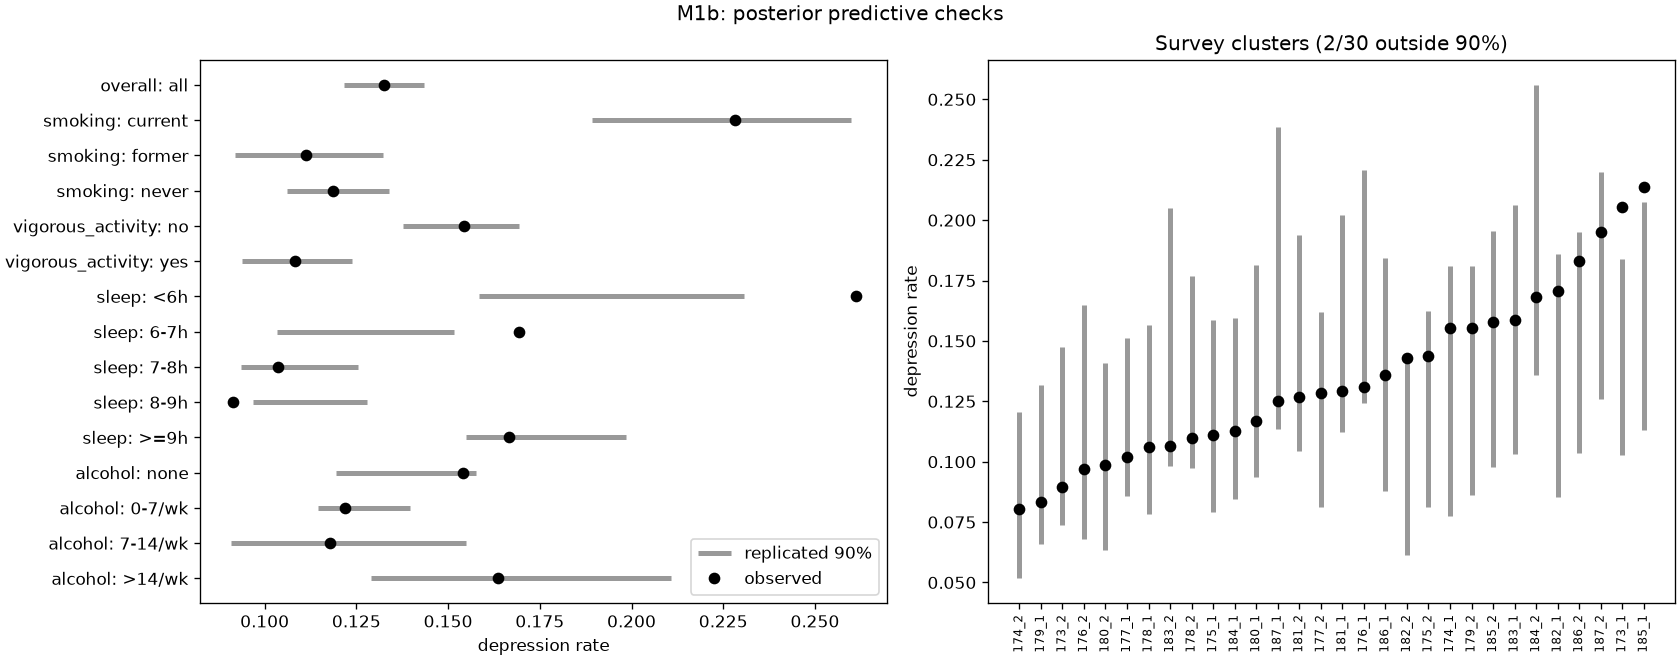 M1b: posterior predictive checks
overall: all
smoking: current
smoking: former
smoking: never
vigorous_activity: no
vigorous_activity: yes
sleep: <6h
sleep: 6-7h
sleep: 7-8h
sleep: 8-9h
sleep: >=9h
alcohol: none
alcohol: 0-7/wk
alcohol: 7-14/wk
alcohol: >14/wk
replicated 90%
observed
0.100 0.125 0.150 0.175 0.200 0.225 0.250
depression rate
Survey clusters (2/30 outside 90%)
depression rate
0.250
0.225
0.200
0.175
0.150
0.125
0.100
0.075
0.050
174_2
179_1
173_2
176_2
180_2
177_1
178_1
183_2
178_2
175_1
184_1
180_1
187_1
181_2
177_2
181_1
176_1
186_1
182_2
175_2
174_1
179_2
185_2
183_1
184_2
182_1
186_2
187_2
173_1
185_1